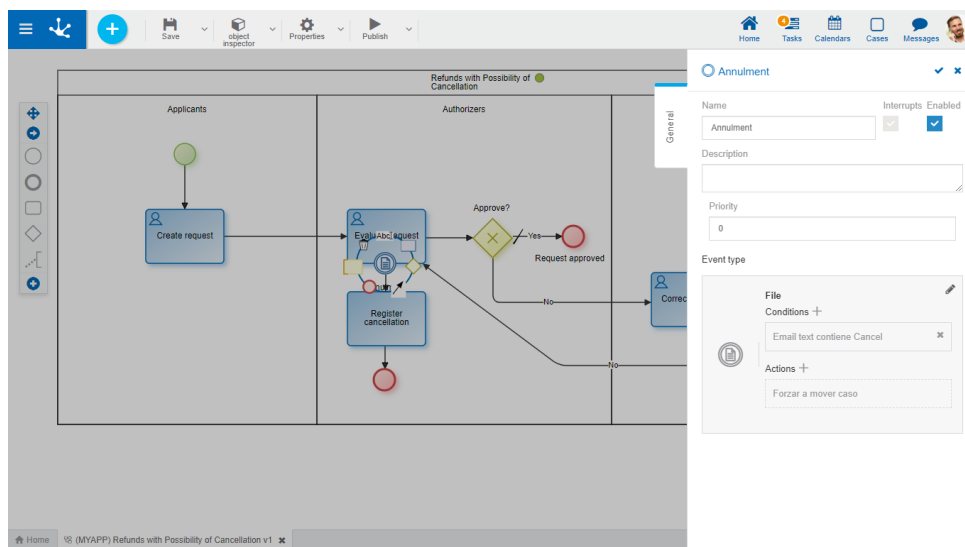 Save
object
inspector
Properties
Publish
Home
4
Tasks
Calendars
Cases
Messages
Refunds with Possibility of
Cancellation
Applicants
Authorizers
General
Create request
Abc
Approve?
Yes
Request approved
No
Register
cancellation
No
Annulment
Name
Interrupts Enabled
Annulment
Description
Priority
0
Event type
File
Conditions
Email text contiene Cancel
Actions
Forzar a mover caso
Home
(MYAPP) Refunds with Possibility of Cancellation v1